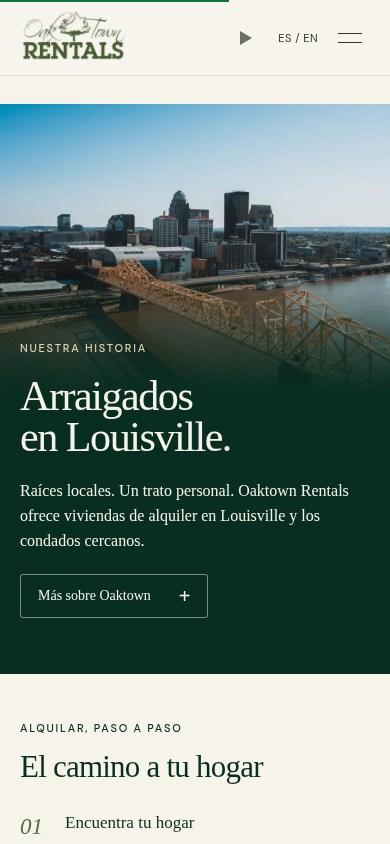 Oak Town
RENTALS
ES / EN
NUESTRA HISTORIA
Arraigados
en Louisville.
Raíces locales. Un trato personal. Oaktown Rentals
ofrece viviendas de alquiler en Louisville y los
condados cercanos.
Más sobre Oaktown +
ALQUILAR, PASO A PASO
El camino a tu hogar
01 Encuentra tu hogar